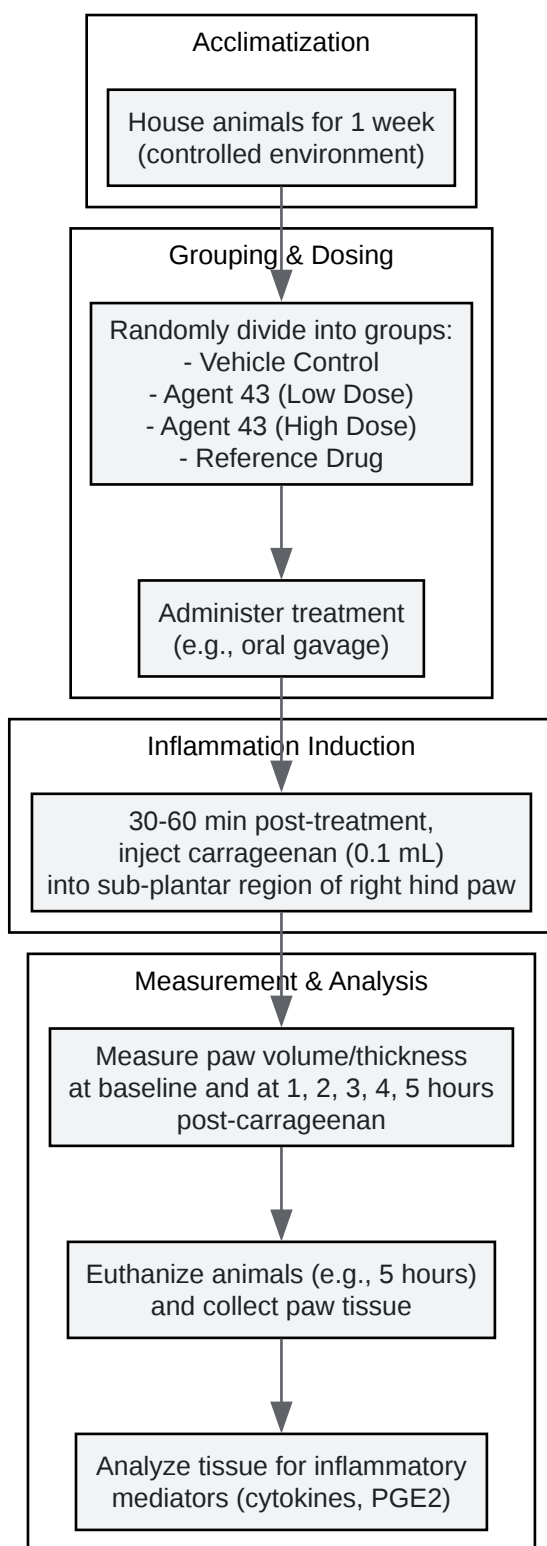 Acclimatization
House animals for 1 week
(controlled environment)
Grouping & Dosing
Randomly divide into groups:
- Vehicle Control
- Agent 43 (Low Dose)
- Agent 43 (High Dose)
- Reference Drug
Administer treatment
(e.g., oral gavage)
Inflammation Induction
30-60 min post-treatment,
inject carrageenan (0.1 mL)
into sub-plantar region of right hind paw
Measurement & Analysis
Measure paw volume/thickness
at baseline and at 1, 2, 3, 4, 5 hours
post-carrageenan
Euthanize animals (e.g., 5 hours)
and collect paw tissue
Analyze tissue for inflammatory
mediators (cytokines, PGE2)